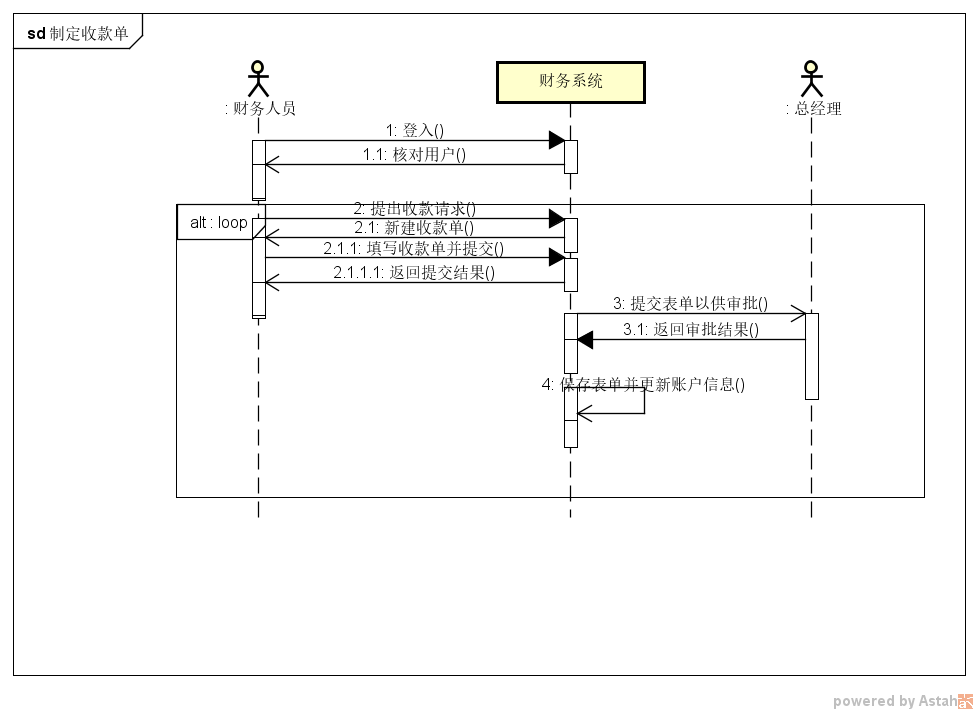 sd 制定收款单
财务系统
: 财务人员
: 总经理
1: 登入()
1.1: 核对用户()
alt : loop
2: 提出收款请求()
2.1: 新建收款单()
2.1.1: 填写收款单并提交()
2.1.1.1: 返回提交结果()
3: 提交表单以供审批()
3.1: 返回审批结果()
4: 保存表单并更新账户信息()
powered by Astah